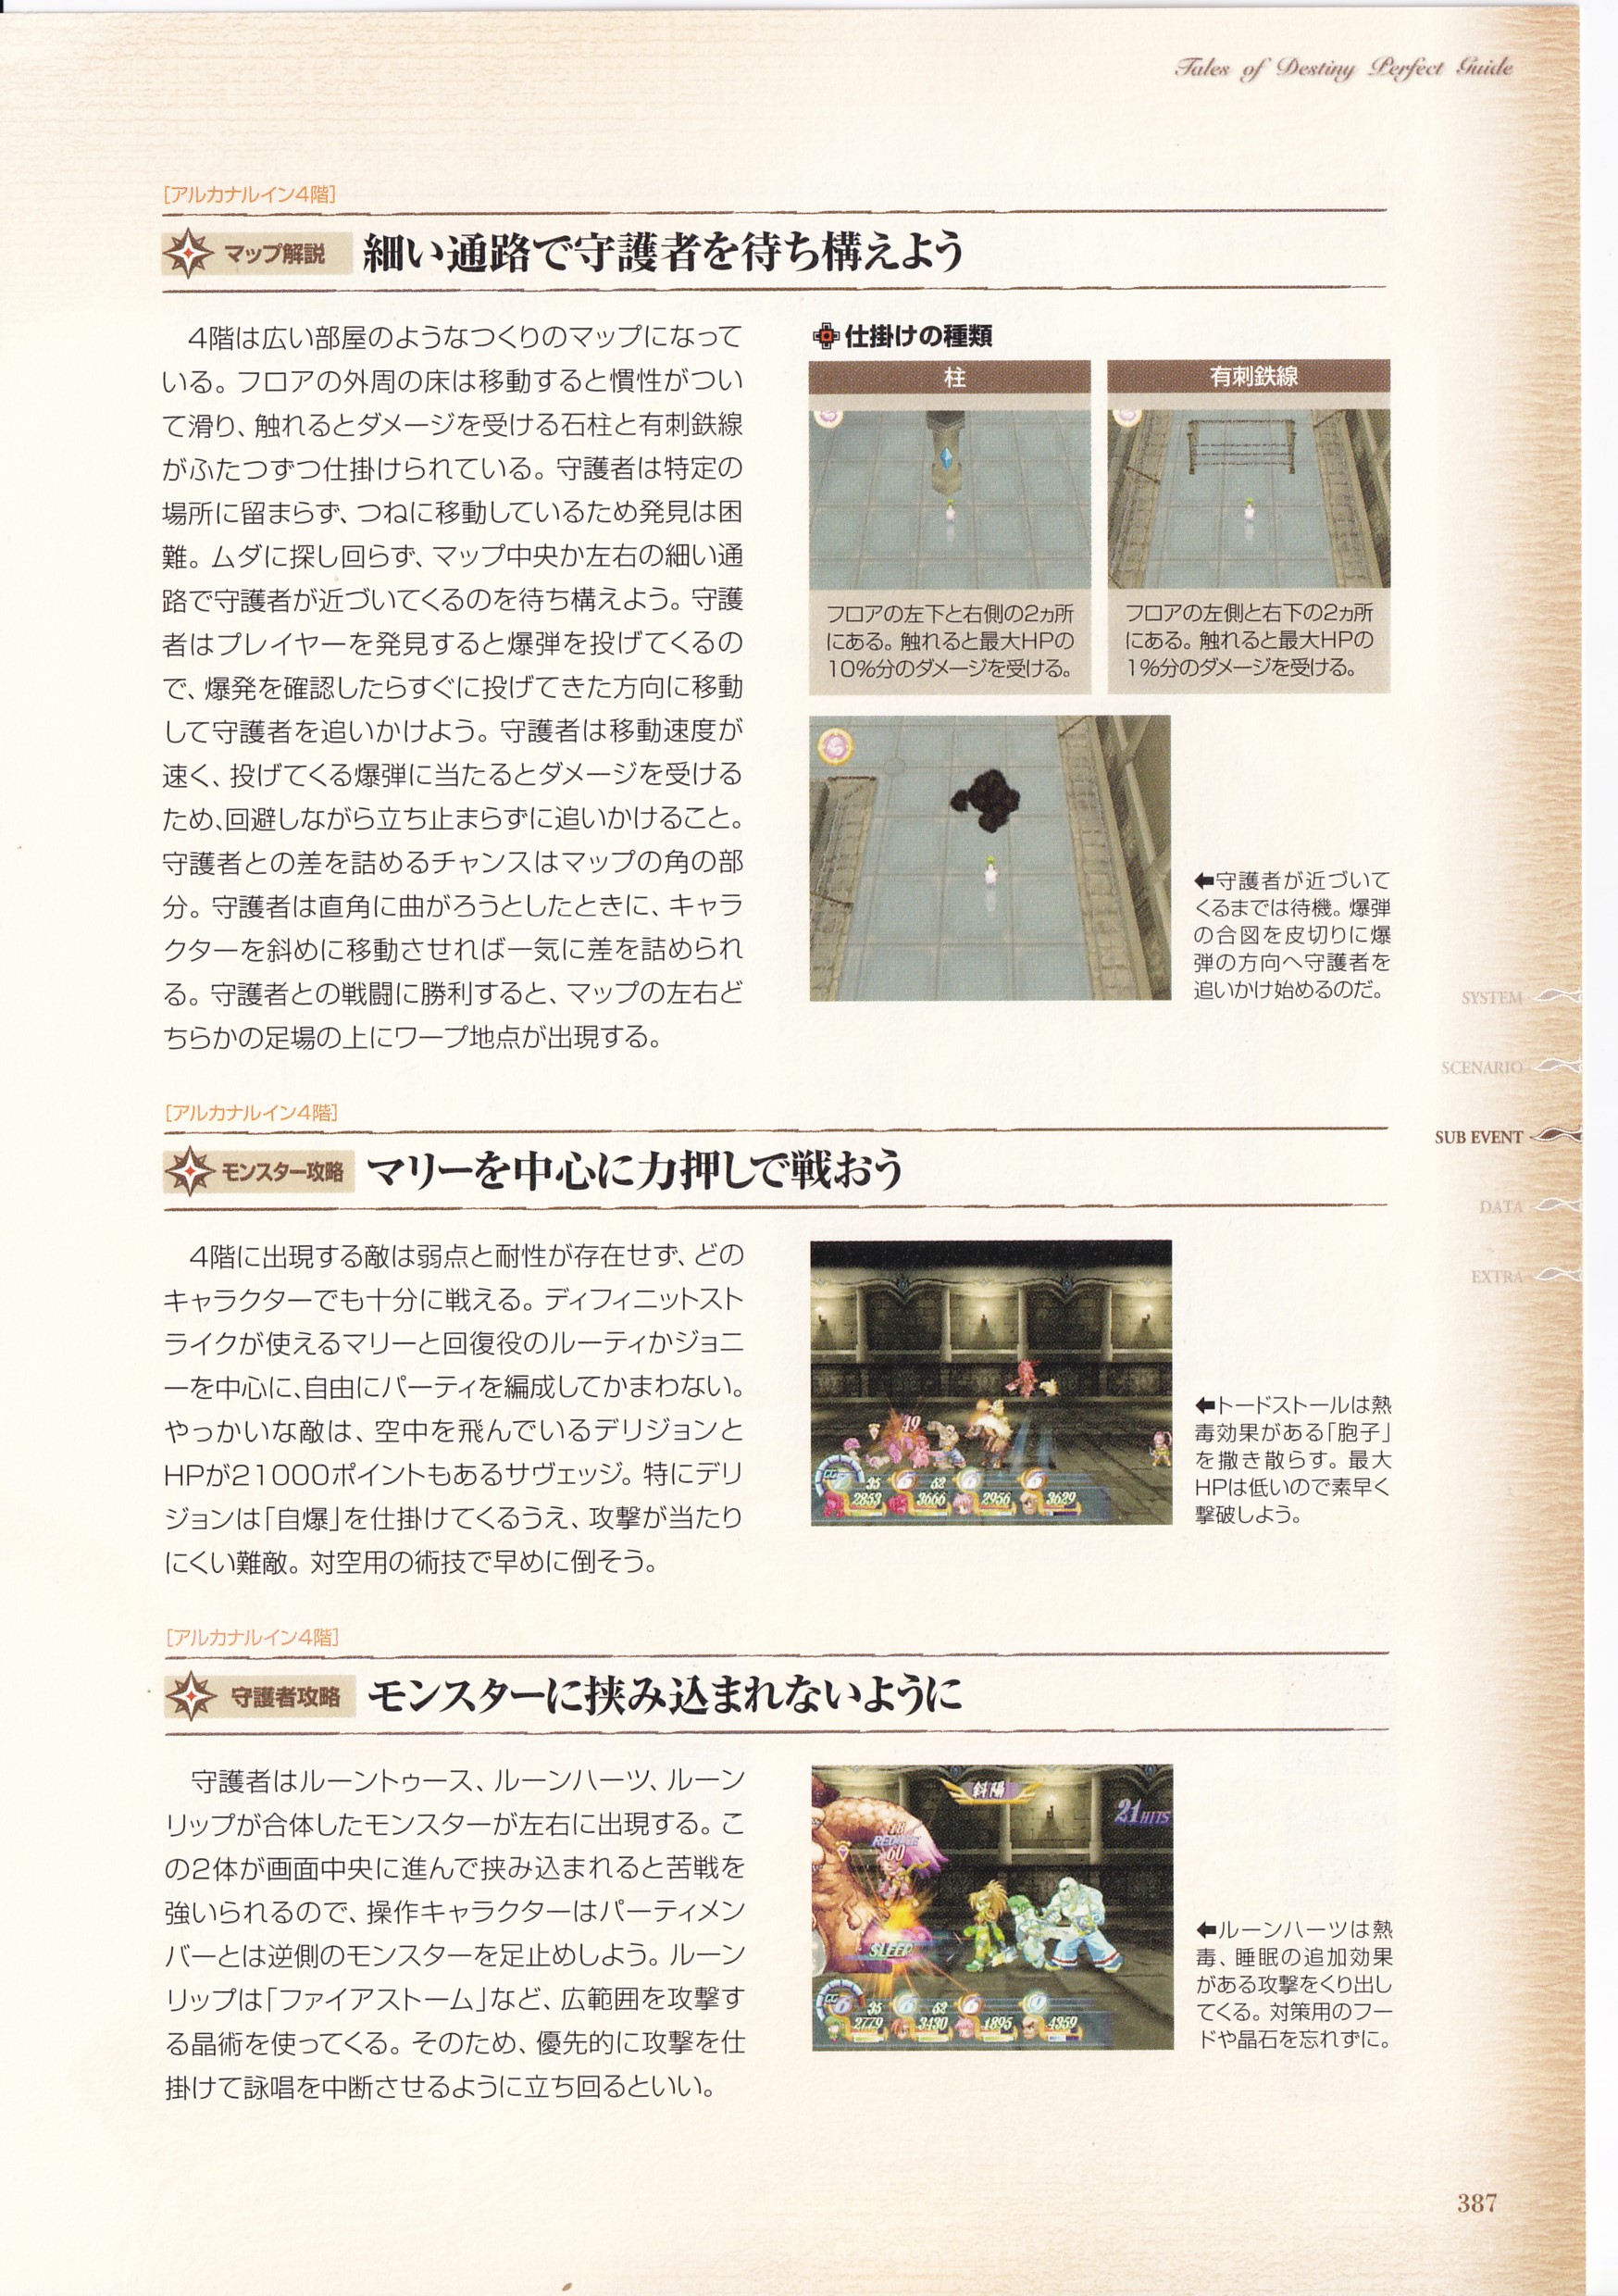 Tales of Destiny Perfect Guide
[アルカナルイン4階]
マップ解説 細い通路で守護者を待ち構えよう
4階は広い部屋のようなつくりのマップになって
いる。フロアの外周の床は移動すると慣性がつい
て滑り、触れるとダメージを受ける石柱と有刺鉄線
がふたつずつ仕掛けられている。守護者は特定の
場所に留まらず、つねに移動しているため発見は困
難。ムダに探し回らず、マップ中央か左右の細い通
路で守護者が近づいてくるのを待ち構えよう。守護
者はプレイヤーを発見すると爆弾を投げてくるの
で、爆発を確認したらすぐに投げてきた方向に移動
して守護者を追いかけよう。守護者は移動速度が
速く、投げてくる爆弾に当たるとダメージを受ける
ため、回避しながら立ち止まらずに追いかけること。
守護者との差を詰めるチャンスはマップの角の部
分。守護者は直角に曲がろうとしたときに、キャラ
クターを斜めに移動させれば一気に差を詰められ
る。守護者との戦闘に勝利すると、マップの左右ど
ちらかの足場の上にワープ地点が出現する。
仕掛けの種類
柱
フロアの左下と右側の2ヵ所
にある。触れると最大HPの
10%分のダメージを受ける。
有刺鉄線
フロアの左側と右下の2ヵ所
にある。触れると最大HPの
1%分のダメージを受ける。
←守護者が近づいて
くるまでは待機。爆弾
の合図を皮切りに爆
弾の方向へ守護者を
追いかけ始めるのだ。
[アルカナルイン4階]
モンスター攻略 マリーを中心に力押しで戦おう
4階に出現する敵は弱点と耐性が存在せず、どの
キャラクターでも十分に戦える。ディフィニットスト
ライクが使えるマリーと回復役のルーティかジョニ
ーを中心に、自由にパーティを編成してかまわない。
やっかいな敵は、空中を飛んでいるデリジョンと
HPが21000ポイントもあるサヴェッジ。特にデリ
ジョンは「自爆」を仕掛けてくるうえ、攻撃が当たり
にくい難敵。対空用の術技で早めに倒そう。
49
35 52
2853 3666 2956 3629
←トードストールは熱
毒効果がある「胞子」
を撒き散らす。最大
HPは低いので素早く
撃破しよう。
[アルカナルイン4階]
守護者攻略 モンスターに挟み込まれないように
守護者はルーントゥース、ルーンハーツ、ルーン
リップが合体したモンスターが左右に出現する。こ
の2体が画面中央に進んで挟み込まれると苦戦を
強いられるので、操作キャラクターはパーティメン
バーとは逆側のモンスターを足止めしよう。ルーン
リップは「ファイアストーム」など、広範囲を攻撃す
る晶術を使ってくる。そのため、優先的に攻撃を仕
掛けて詠唱を中断させるように立ち回るといい。
斜陽
21 HITS
60
SLEEP
35 52
2779 3430 1895 4359
←ルーンハーツは熱
毒、睡眠の追加効果
がある攻撃をくり出し
てくる。対策用のフー
ドや晶石を忘れずに。
SYSTEM
SCENARIO
SUB EVENT
DATA
EXTRA
387